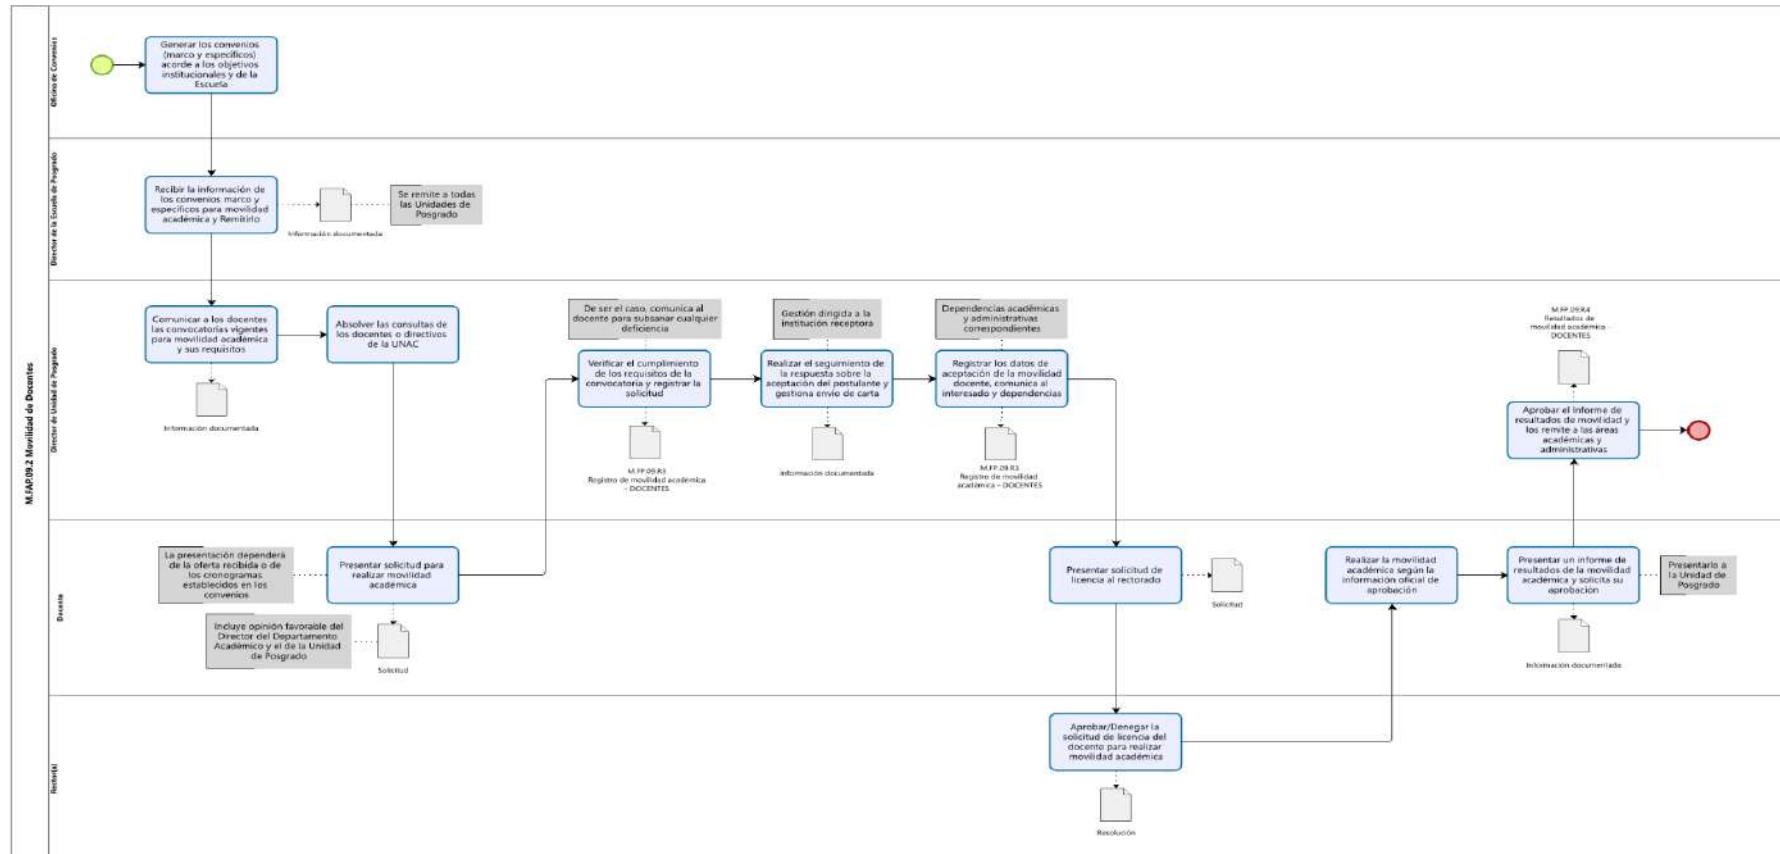 M.FAP.09.2 Movilidad de Docentes
Oficina de Convenios
Generar los convenios
(marco y específicos)
acorde a los objetivos
institucionales y de la
Escuela
Director de la Escuela de Posgrado
Recibir la información de
los convenios marco y
específicos para movilidad
académica y Remitirlo
Información documentada
Se remite a todas
las Unidades de
Posgrado
Director de Unidad de Posgrado
Comunicar a los docentes
las convocatorias vigentes
para movilidad académica
y sus requisitos
Información documentada
Absolver las consultas de
los docentes o directivos
de la UNAC
De ser el caso, comunica al
docente para subsanar cualquier
deficiencia
Verificar el cumplimiento
de los requisitos de la
convocatoria y registrar la
solicitud
M.FP.09.R3
Registro de movilidad académica
– DOCENTES
Gestión dirigida a la
institución receptora
Realizar el seguimiento de
la respuesta sobre la
aceptación del postulante y
gestiona envío de carta
Información documentada
Dependencias académicas
y administrativas
correspondientes
Registrar los datos de
aceptación de la movilidad
docente, comunica al
interesado y dependencias
M.FP.09.R3
Registro de movilidad
académica – DOCENTES
M.FP.09.R4
Resultados de
movilidad académica –
DOCENTES
Aprobar el informe de
resultados de movilidad y
los remite a las áreas
académicas y
administrativas
Docente
La presentación dependerá
de la oferta recibida o de
los cronogramas
establecidos en los
convenios
Presentar solicitud para
realizar movilidad
académica
Incluye opinión favorable del
Director del Departamento
Académico y el de la Unidad
de Posgrado
Solicitud
Presentar solicitud de
licencia al rectorado
Solicitud
Realizar la movilidad
académica según la
información oficial de
aprobación
Presentar un informe de
resultados de la movilidad
académica y solicita su
aprobación
Presentarlo a
la Unidad de
Posgrado
Información documentada
Rector(a)
Aprobar/Denegar la
solicitud de licencia del
docente para realizar
movilidad académica
Resolución